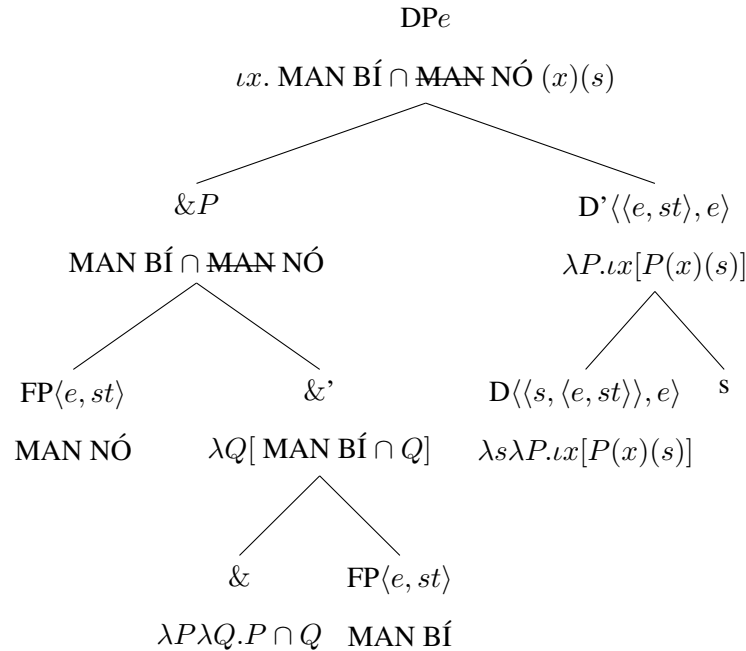 DPe
ιx. MAN BÍ ∩ MAN NÓ (x)(s)
&P D’⟨⟨e, st⟩, e⟩
MAN BÍ ∩ MAN NÓ λP.ιx[P(x)(s)]
FP⟨e, st⟩ &’ D⟨⟨s, ⟨e, st⟩⟩, e⟩ s
MAN NÓ λQ[ MAN BÍ ∩ Q] λsλP.ιx[P(x)(s)]
& FP⟨e, st⟩
λPλQ.P ∩ Q MAN BÍ